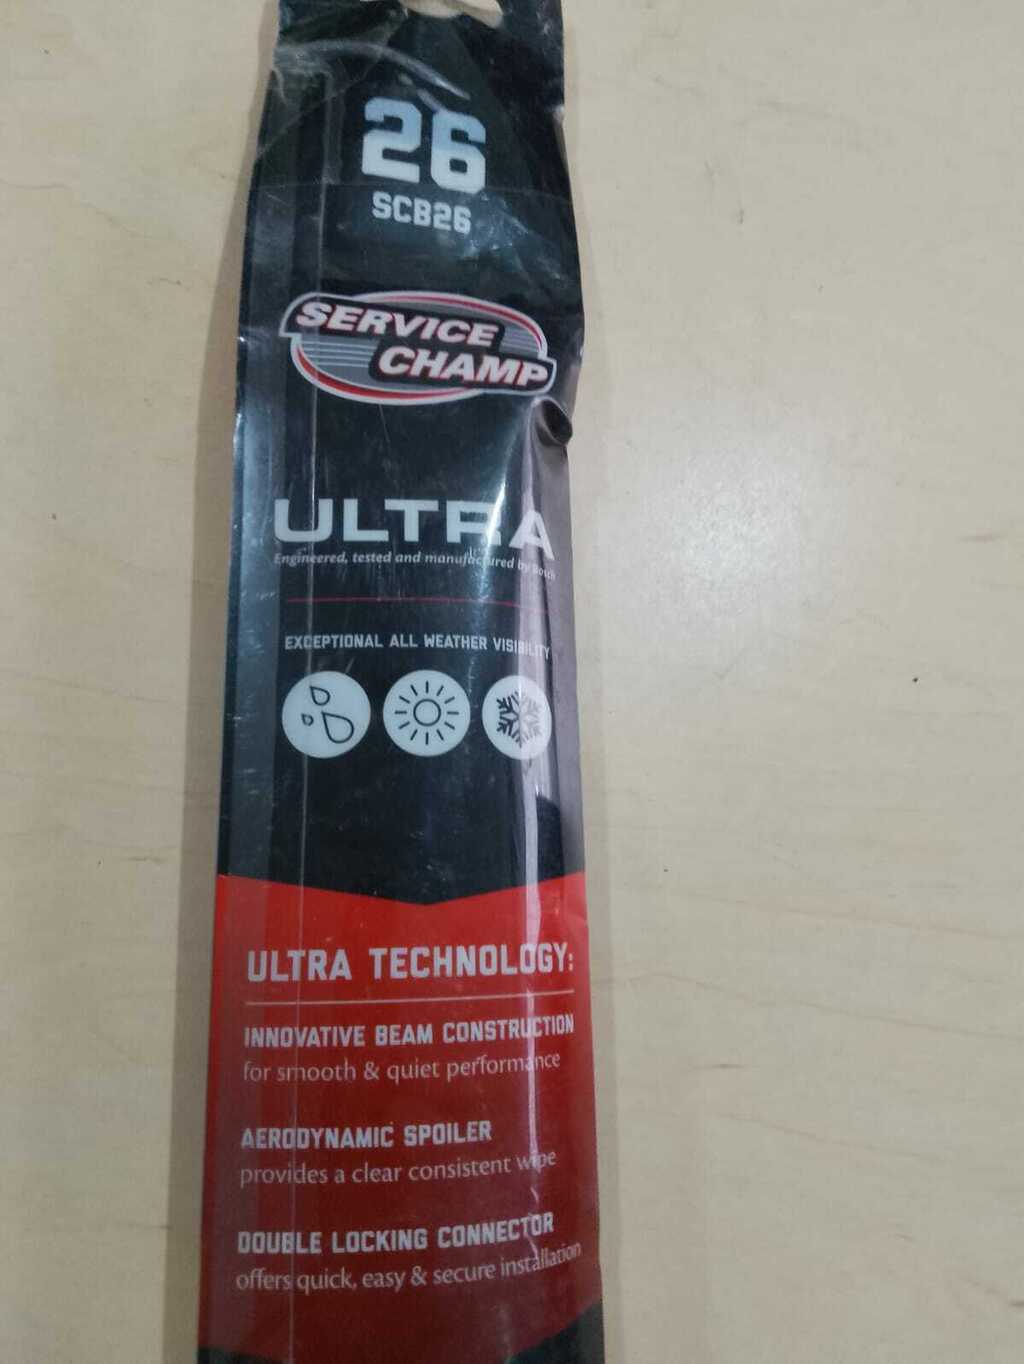 26
SCB26
SERVICE
CHAMP
ULTRA
Engineered, tested and manufactured by Bosch
EXCEPTIONAL ALL WEATHER VISIBILITY
ULTRA TECHNOLOGY:
INNOVATIVE BEAM CONSTRUCTION
for smooth & quiet performance
AERODYNAMIC SPOILER
provides a clear consistent wipe
DOUBLE LOCKING CONNECTOR
offers quick, easy & secure installation